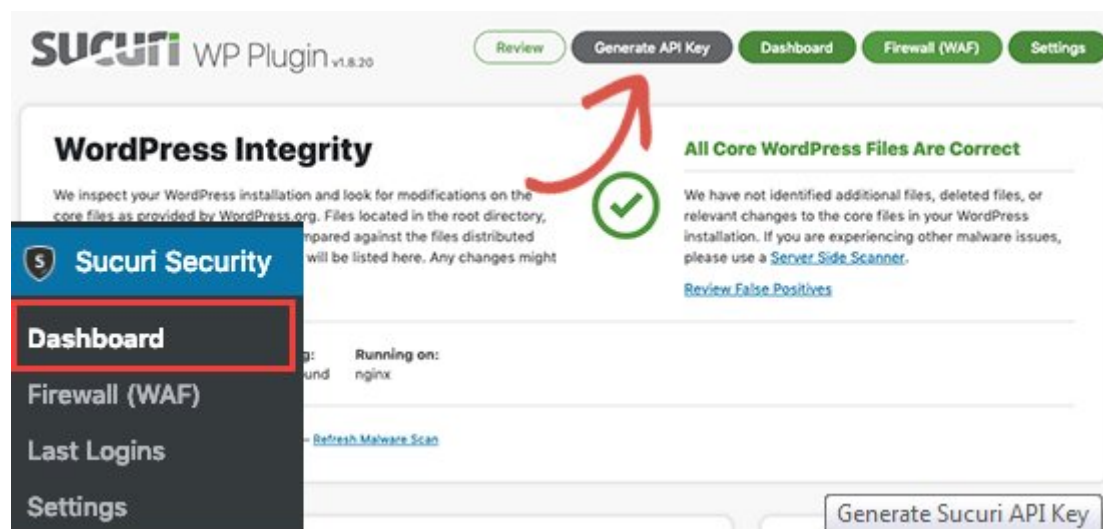 SUCURI WP Plugin v1.8.20
Review
Generate API Key
Dashboard
Firewall (WAF)
Settings
WordPress Integrity
We inspect your WordPress installation and look for modifications on the
core files as provided by WordPress.org. Files located in the root directory,
mpared against the files distributed
will be listed here. Any changes might
All Core WordPress Files Are Correct
We have not identified additional files, deleted files, or
relevant changes to the core files in your WordPress
installation. If you are experiencing other malware issues,
please use a Server Side Scanner.
Review False Positives
g:
und
Running on:
nginx
– Refresh Malware Scan
Sucuri Security
Dashboard
Firewall (WAF)
Last Logins
Settings
Generate Sucuri API Key